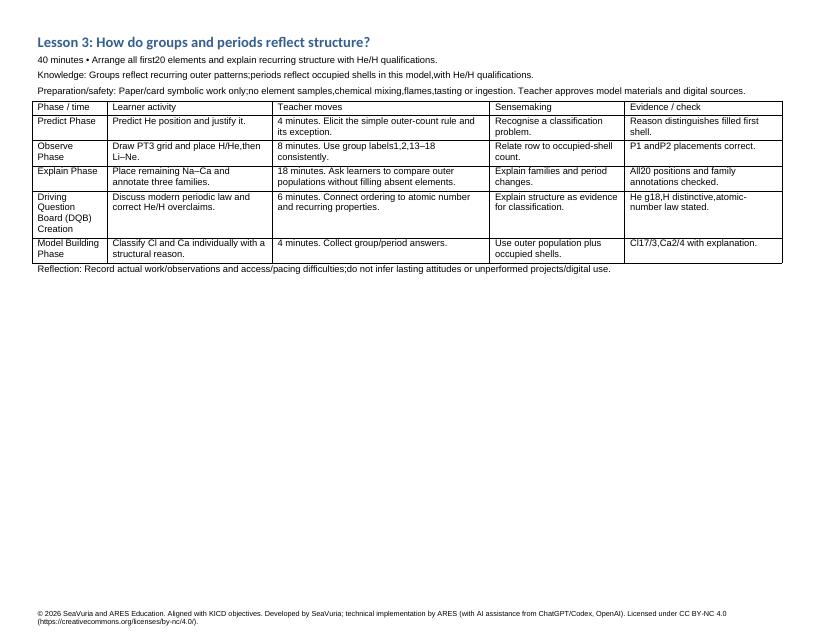 Lesson 3: How do groups and periods reflect structure?
40 minutes • Arrange all first20 elements and explain recurring structure with He/H qualifications.
Knowledge: Groups reflect recurring outer patterns;periods reflect occupied shells in this model,with He/H qualifications.
Preparation/safety: Paper/card symbolic work only;no element samples,chemical mixing,flames,tasting or ingestion. Teacher approves model materials and digital sources.
Phase / time
Learner activity
Teacher moves
Sensemaking
Evidence / check
Predict Phase
Predict He position and justify it.
4 minutes. Elicit the simple outer-count rule and
its exception.
Recognise a classification
problem.
Reason distinguishes filled first
shell.
Observe
Phase
Draw PT3 grid and place H/He,then
Li–Ne.
8 minutes. Use group labels1,2,13–18
consistently.
Relate row to occupied-shell
count.
P1 andP2 placements correct.
Explain Phase
Place remaining Na–Ca and
annotate three families.
18 minutes. Ask learners to compare outer
populations without filling absent elements.
Explain families and period
changes.
All20 positions and family
annotations checked.
Driving
Question
Board (DQB)
Creation
Discuss modern periodic law and
correct He/H overclaims.
6 minutes. Connect ordering to atomic number
and recurring properties.
Explain structure as evidence
for classification.
He g18,H distinctive,atomic-
number law stated.
Model Building
Phase
Classify Cl and Ca individually with a
structural reason.
4 minutes. Collect group/period answers.
Use outer population plus
occupied shells.
Cl17/3,Ca2/4 with explanation.
Reflection: Record actual work/observations and access/pacing difficulties;do not infer lasting attitudes or unperformed projects/digital use.
© 2026 SeaVuria and ARES Education. Aligned with KICD objectives. Developed by SeaVuria; technical implementation by ARES (with AI assistance from ChatGPT/Codex, OpenAI). Licensed under CC BY-NC 4.0
(https://creativecommons.org/licenses/by-nc/4.0/).